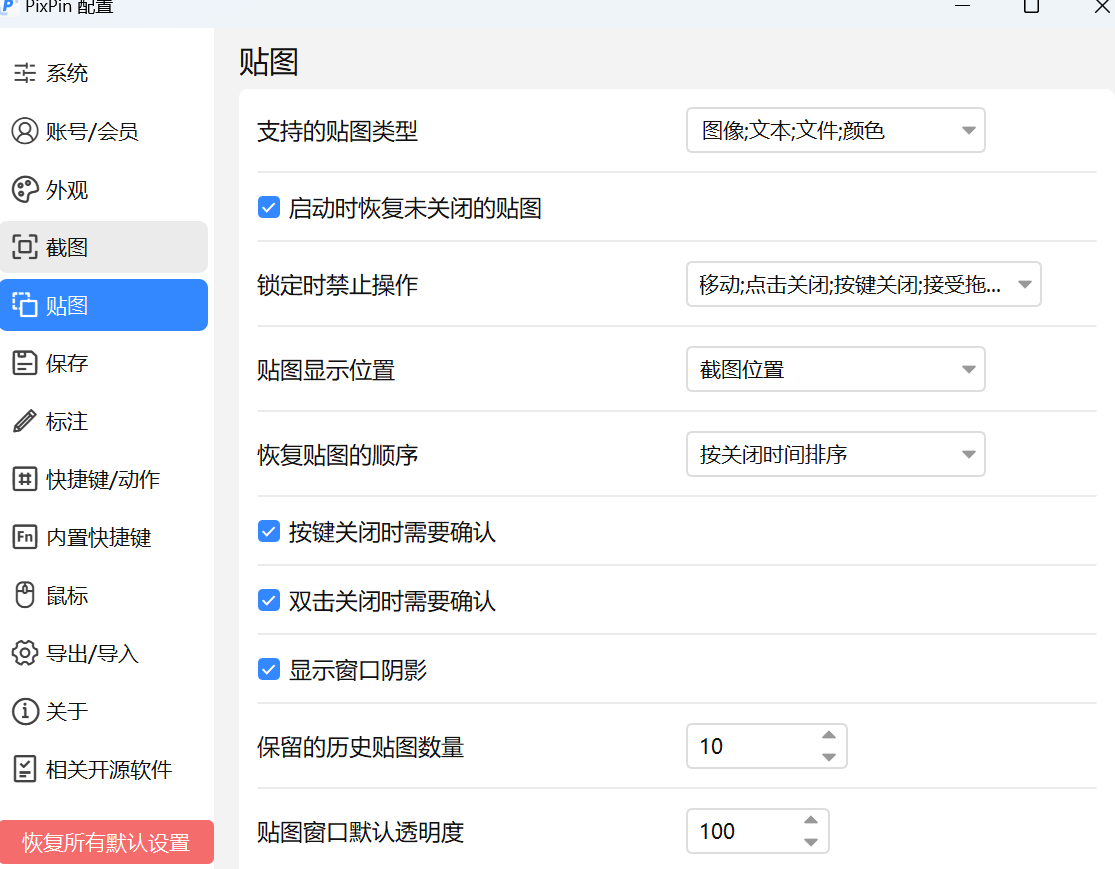 PixPin 配置
系统
账号/会员
外观
截图
贴图
保存
标注
快捷键/动作
内置快捷键
鼠标
导出/导入
关于
相关开源软件
恢复所有默认设置
贴图
支持的贴图类型 图像;文本;文件;颜色
启动时恢复未关闭的贴图
锁定时禁止操作 移动;点击关闭;按键关闭;接受拖...
贴图显示位置 截图位置
恢复贴图的顺序 按关闭时间排序
按键关闭时需要确认
双击关闭时需要确认
显示窗口阴影
保留的历史贴图数量 10
贴图窗口默认透明度 100